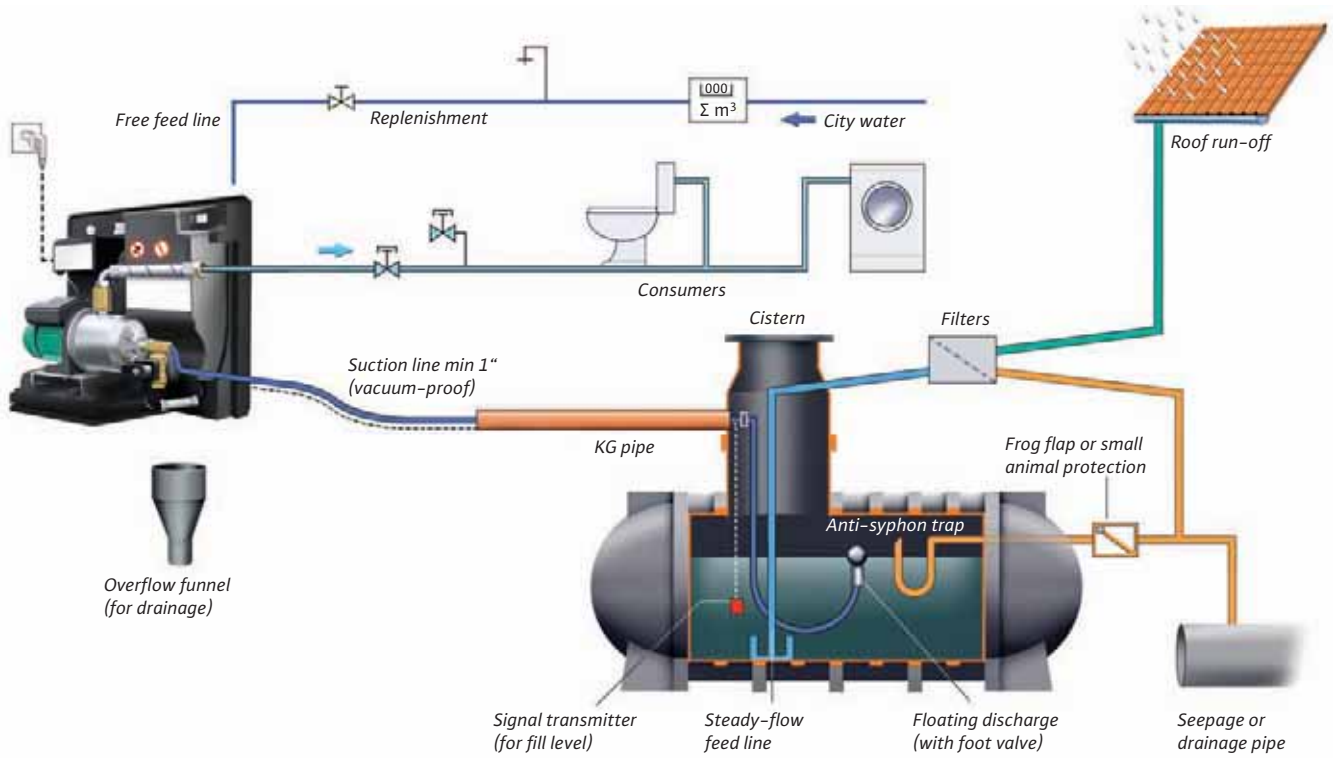 000
Σ m³
Free feed line
Replenishment
City water
Roof run-off
Consumers
Cistern
Filters
Suction line min 1“
(vacuum-proof)
KG pipe
Frog flap or small
animal protection
Anti-syphon trap
Overflow funnel
(for drainage)
Signal transmitter
(for fill level)
Steady-flow
feed line
Floating discharge
(with foot valve)
Seepage or
drainage pipe